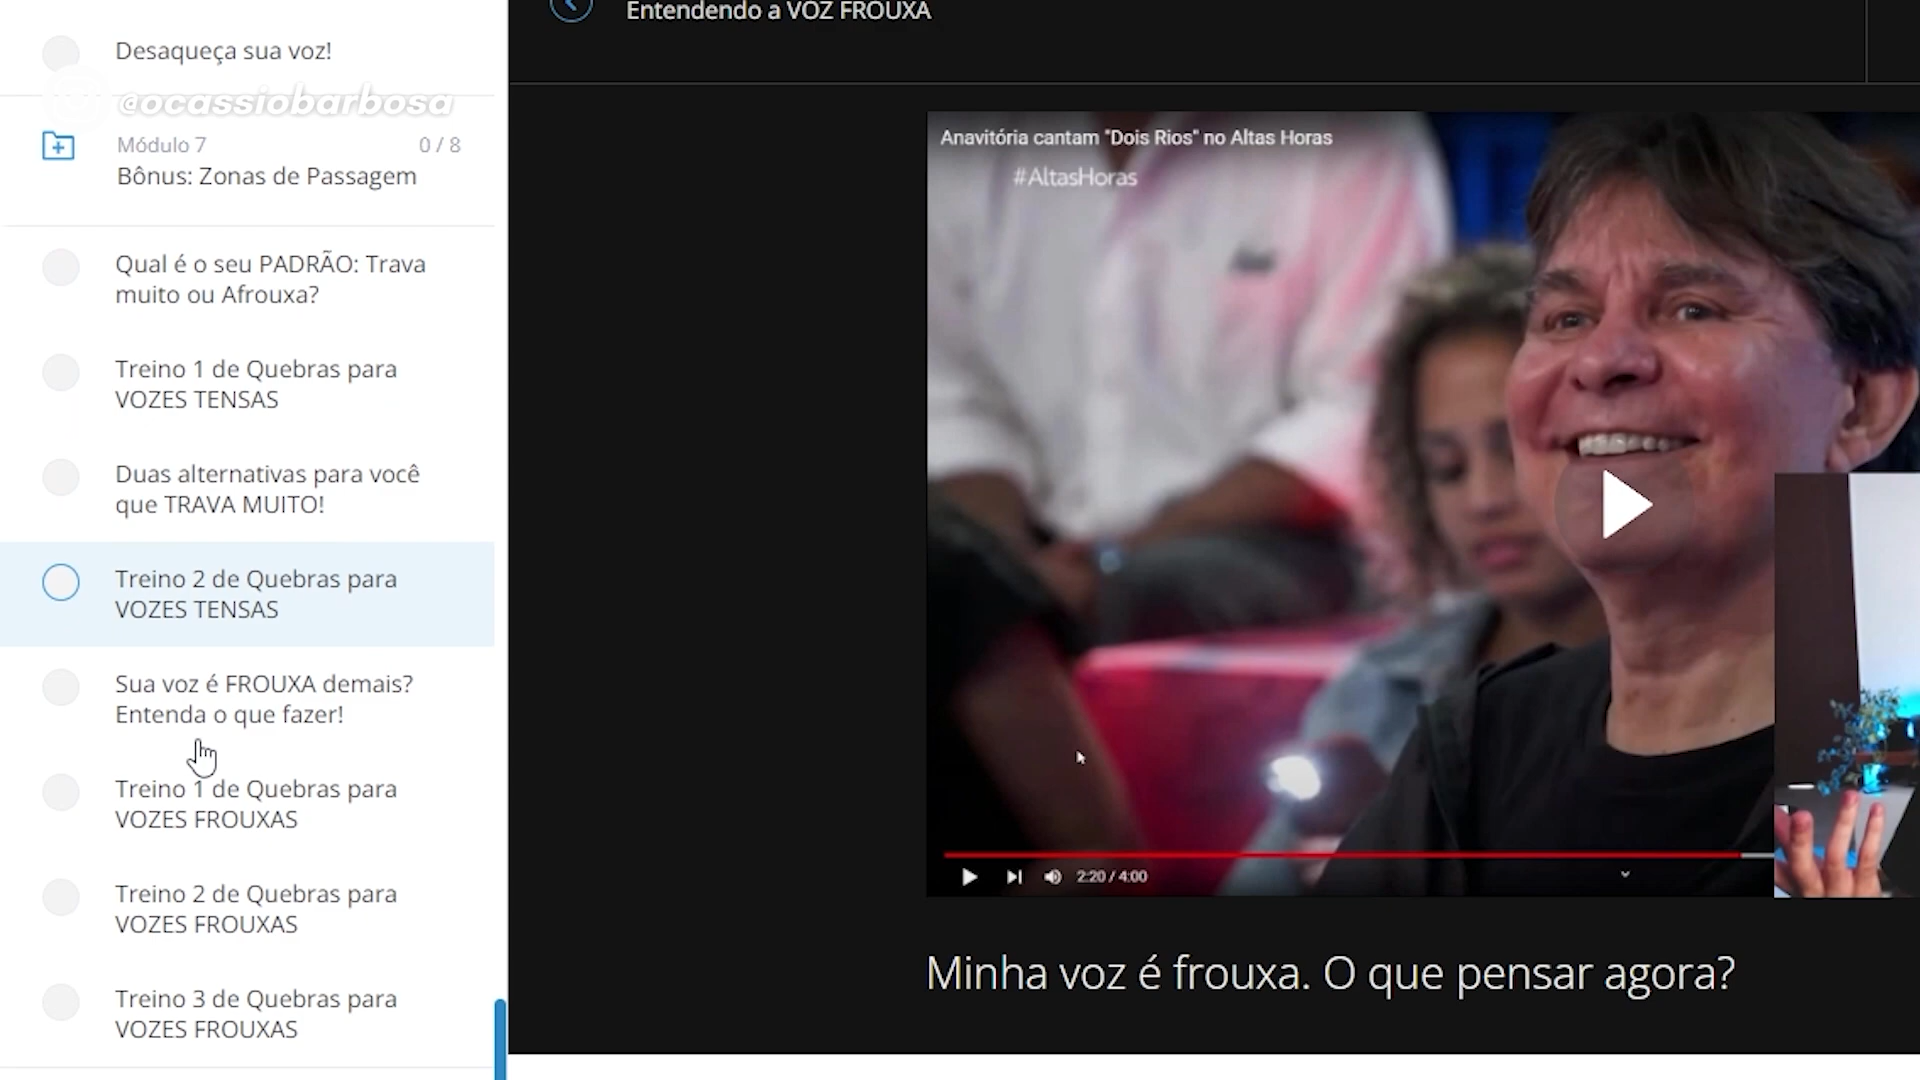 Desaqueça sua voz!
@ocassiobarbosa
Módulo 7
0 / 8
Bônus: Zonas de Passagem
Qual é o seu PADRÃO: Trava
muito ou Afrouxa?
Treino 1 de Quebras para
VOZES TENSAS
Duas alternativas para você
que TRAVA MUITO!
Treino 2 de Quebras para
VOZES TENSAS
Sua voz é FROUXA demais?
Entenda o que fazer!
Treino 1 de Quebras para
VOZES FROUXAS
Treino 2 de Quebras para
VOZES FROUXAS
Treino 3 de Quebras para
VOZES FROUXAS
Entendendo a VOZ FROUXA
Anavitória cantam "Dois Rios" no Altas Horas
#AltasHoras
2:20 / 4:00
Minha voz é frouxa. O que pensar agora?